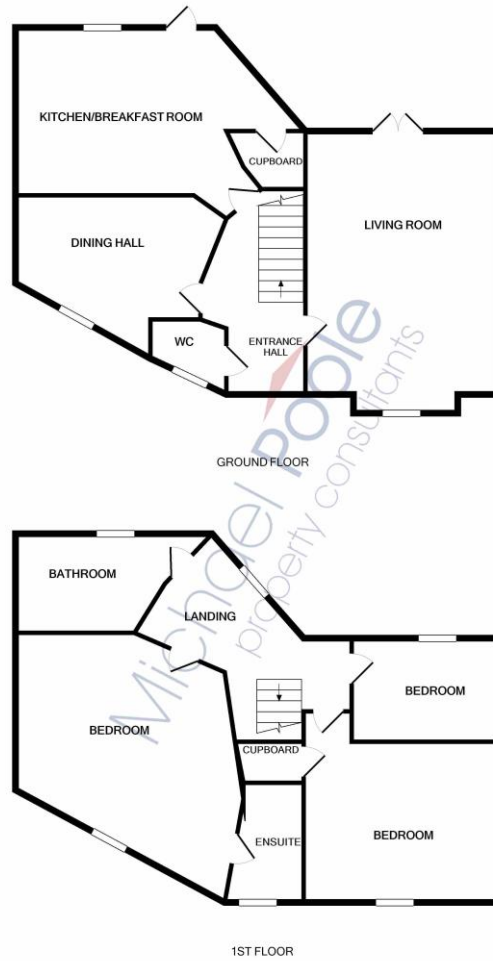 KITCHEN/BREAKFAST ROOM
CUPBOARD
DINING HALL
LIVING ROOM
WC
ENTRANCE
HALL
GROUND FLOOR
Michael Poole
property consultants
BATHROOM
LANDING
BEDROOM
BEDROOM
CUPBOARD
ENSUITE
BEDROOM
1ST FLOOR